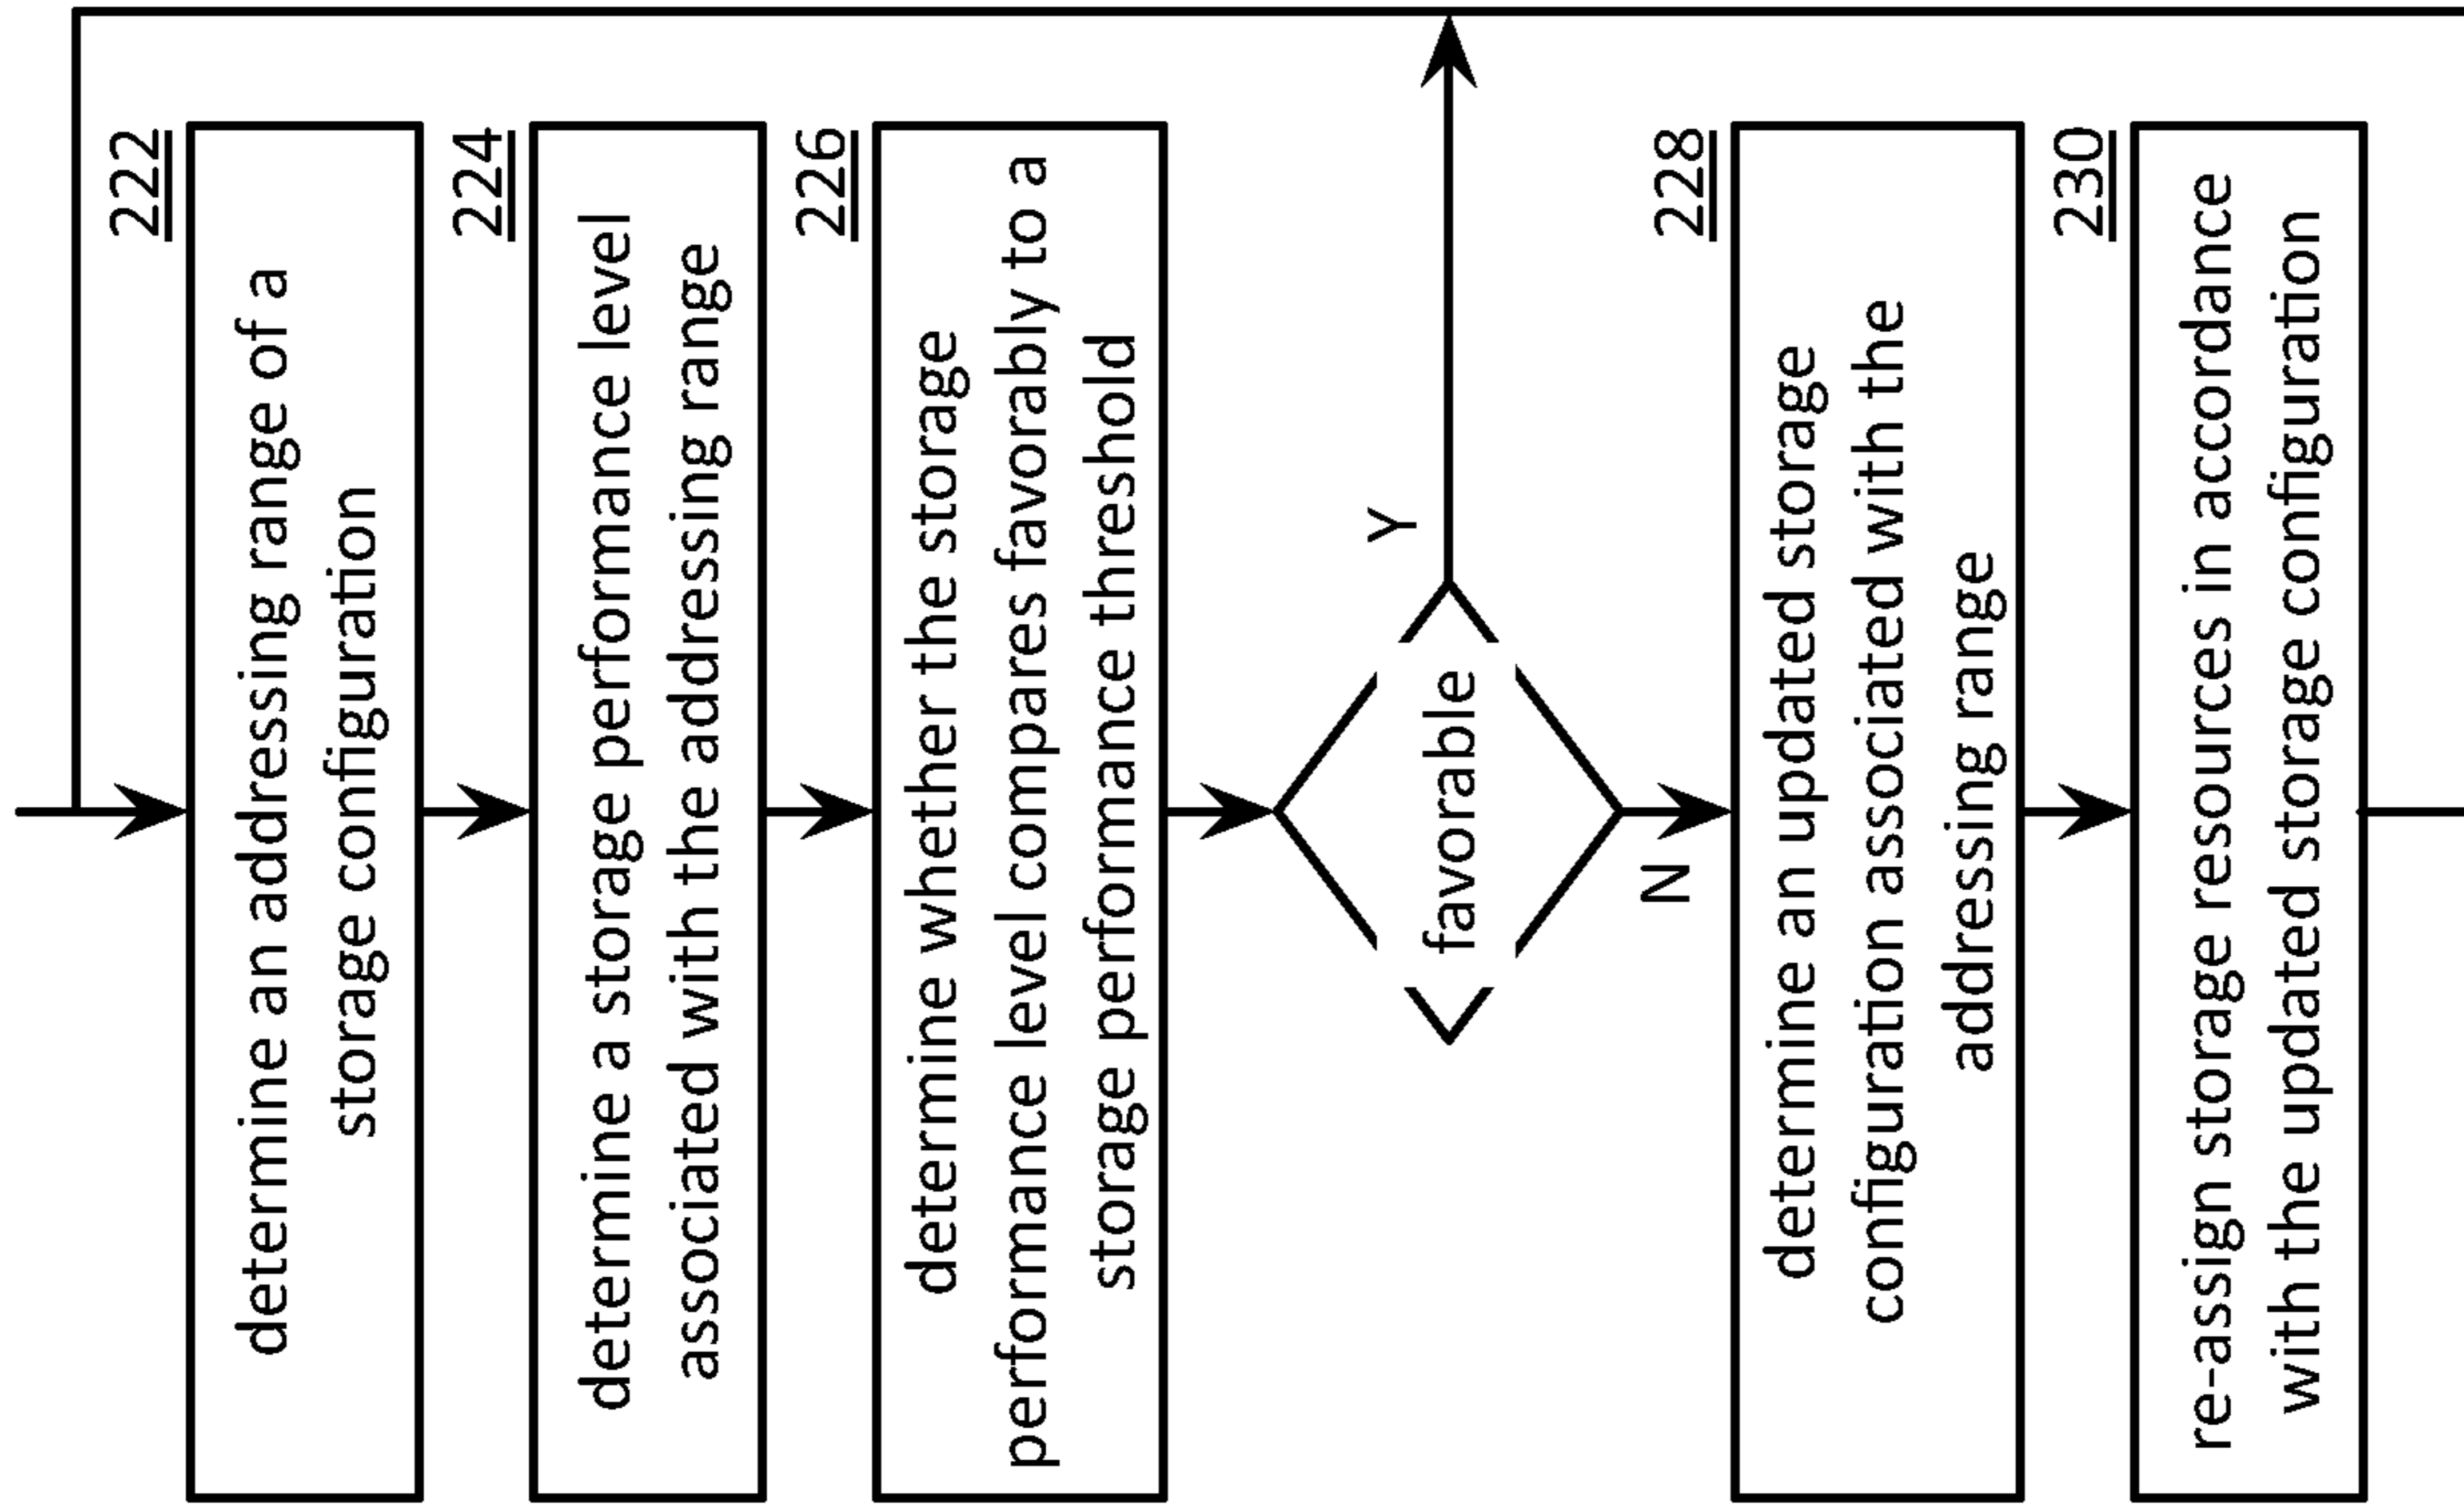 222
determine an addressing range of a
storage configuration
224
determine a storage performance level
associated with the addressing range
226
determine whether the storage
performance level compares favorably to a
storage performance threshold
favorable
Y
N
228
determine an updated storage
configuration associated with the
addressing range
230
re-assign storage resources in accordance
with the updated storage configuration